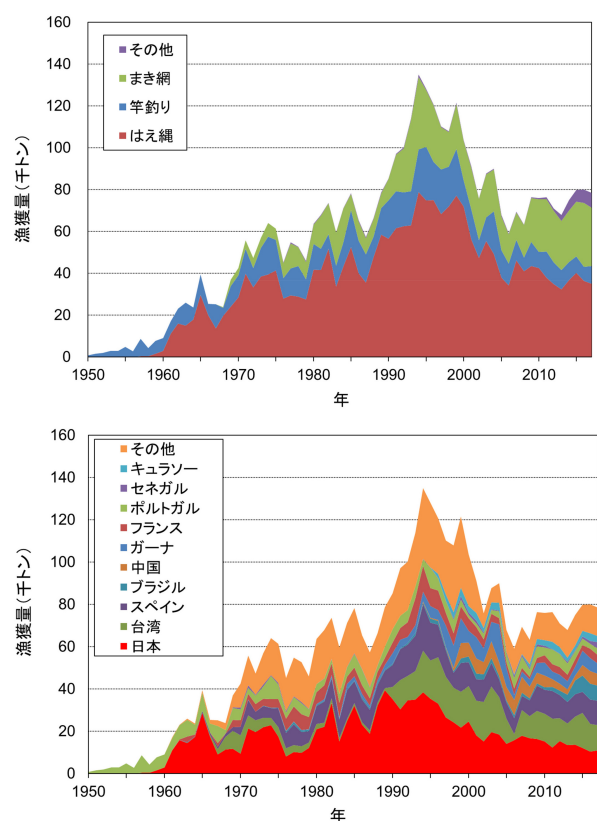 160
140
120
100
80
60
40
20
0
漁獲量(千トン)
その他
まき網
竿釣り
はえ縄
1950 1960 1970 1980 1990 2000 2010
年
160
140
120
100
80
60
40
20
0
漁獲量(千トン)
その他
キュラソー
セネガル
ポルトガル
フランス
ガーナ
中国
ブラジル
スペイン
台湾
日本
1950 1960 1970 1980 1990 2000 2010
年